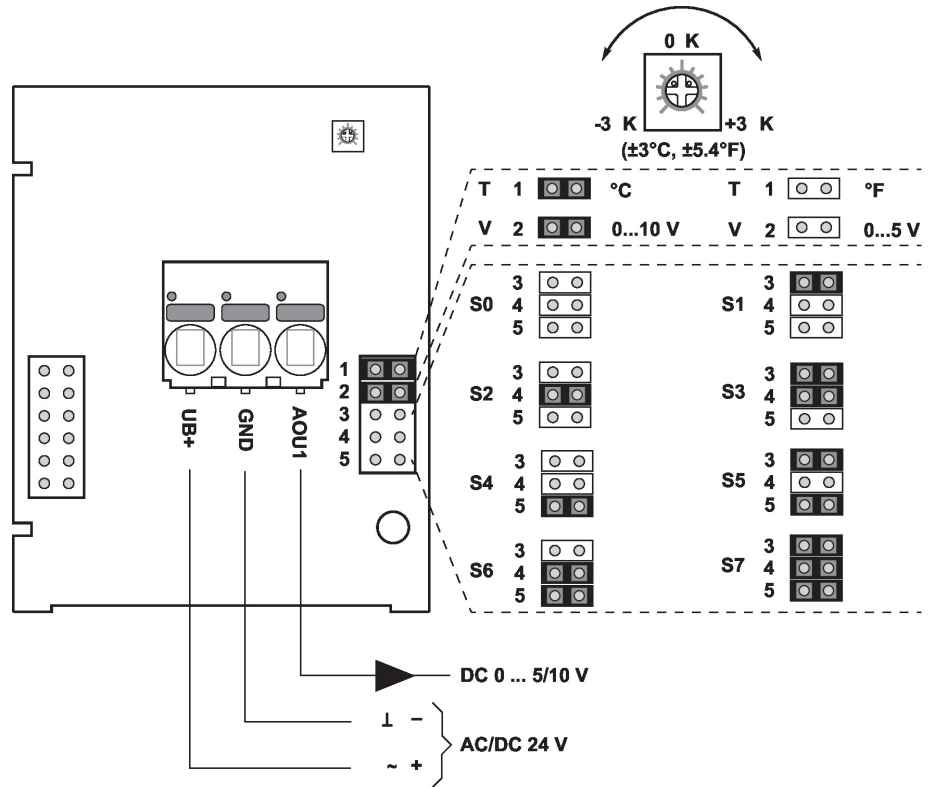 0 K
-3 K +3 K
(±3°C, ±5.4°F)
T 1 °C T 1 °F
V 2 0...10 V V 2 0...5 V
S0 3 4 5
S1 3 4 5
S2 3 4 5
S3 3 4 5
S4 3 4 5
S5 3 4 5
S6 3 4 5
S7 3 4 5
1
2
3
4
5
UB+
GND
AOU1
DC 0 ... 5/10 V
⊥ –
AC/DC 24 V
~ +